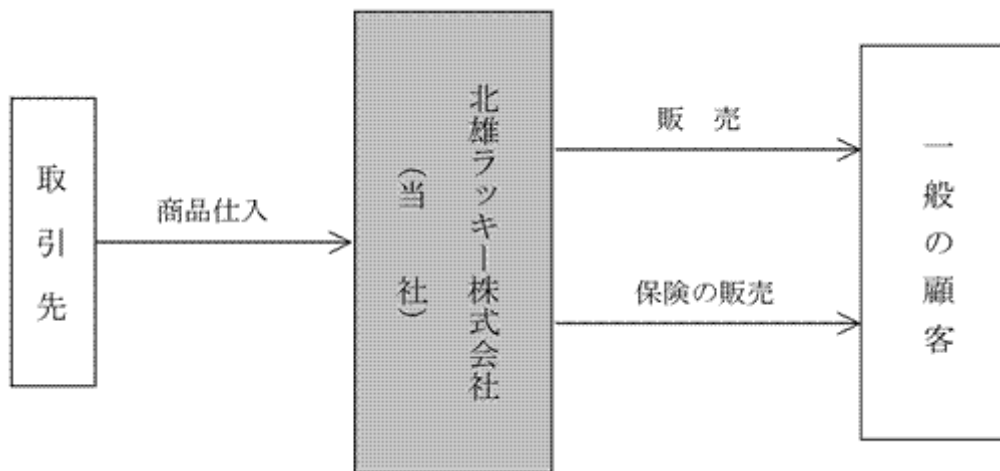 取引先
商品仕入
北雄ラッキー株式会社
（当　社）
販　売
保険の販売
一般の顧客